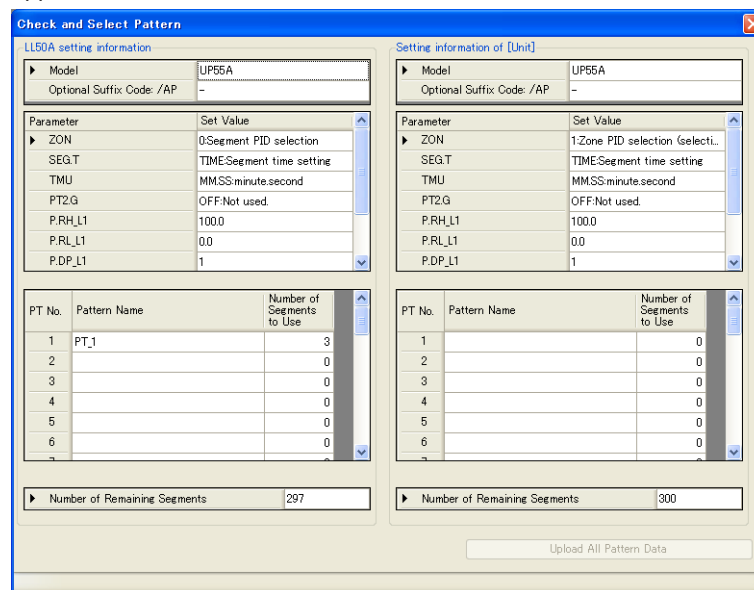 Check and Select Pattern
LL50A setting information
Model UP55A
Optional Suffix Code: /AP -
Parameter Set Value
ZON 0:Segment PID selection
SEG.T TIME:Segment time setting
TMU MM.SS:minute.second
PT2.G OFF:Not used.
P.RH_L1 100.0
P.RL_L1 0.0
P.DP_L1 1
PT No. Pattern Name Number of Segments to Use
1 PT_1 3
2 0
3 0
4 0
5 0
6 0
Number of Remaining Segments 297
Setting information of [Unit]
Model UP55A
Optional Suffix Code: /AP -
Parameter Set Value
ZON 1:Zone PID selection (selecti...
SEG.T TIME:Segment time setting
TMU MM.SS:minute.second
PT2.G OFF:Not used.
P.RH_L1 100.0
P.RL_L1 0.0
P.DP_L1 1
PT No. Pattern Name Number of Segments to Use
1 0
2 0
3 0
4 0
5 0
6 0
Number of Remaining Segments 300
Upload All Pattern Data